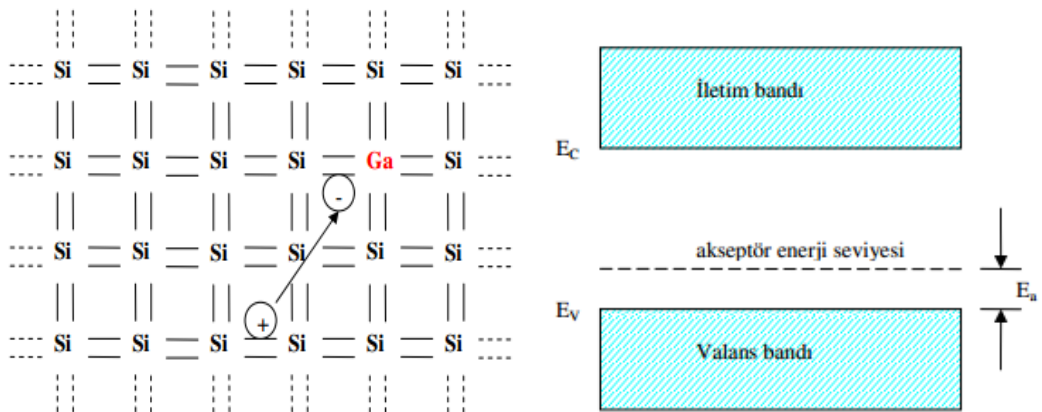 Si Si Si Si Si Si
Si Si Si Si Ga Si
-
Si Si Si Si Si Si
+
Si Si Si Si Si Si
İletim bandı
E_C
akseptör enerji seviyesi
E_a
E_V
Valans bandı